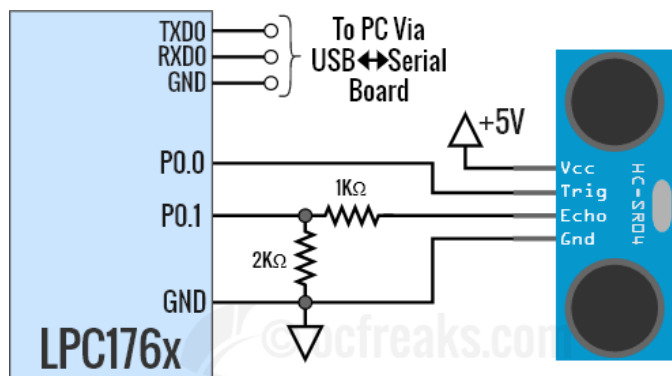 TXD0
RXD0
GND
To PC Via
USB↔Serial
Board
P0.0
P0.1
GND
LPC176x
1KΩ
2KΩ
+5V
Vcc
Trig
Echo
Gnd
HC-SR04
© ocfreaks.com